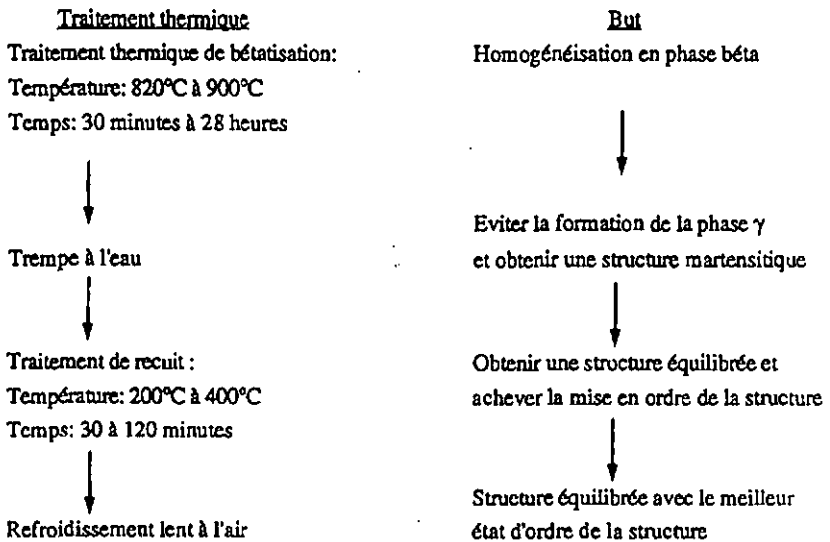 Traitement thermique
Traitement thermique de bétatisation:
Température: 820°C à 900°C
Temps: 30 minutes à 28 heures
Trempe à l'eau
Traitement de recuit :
Température: 200°C à 400°C
Temps: 30 à 120 minutes
Refroidissement lent à l'air
But
Homogénéisation en phase béta
Eviter la formation de la phase γ
et obtenir une structure martensitique
Obtenir une structure équilibrée et
achever la mise en ordre de la structure
Structure équilibrée avec le meilleur
état d'ordre de la structure